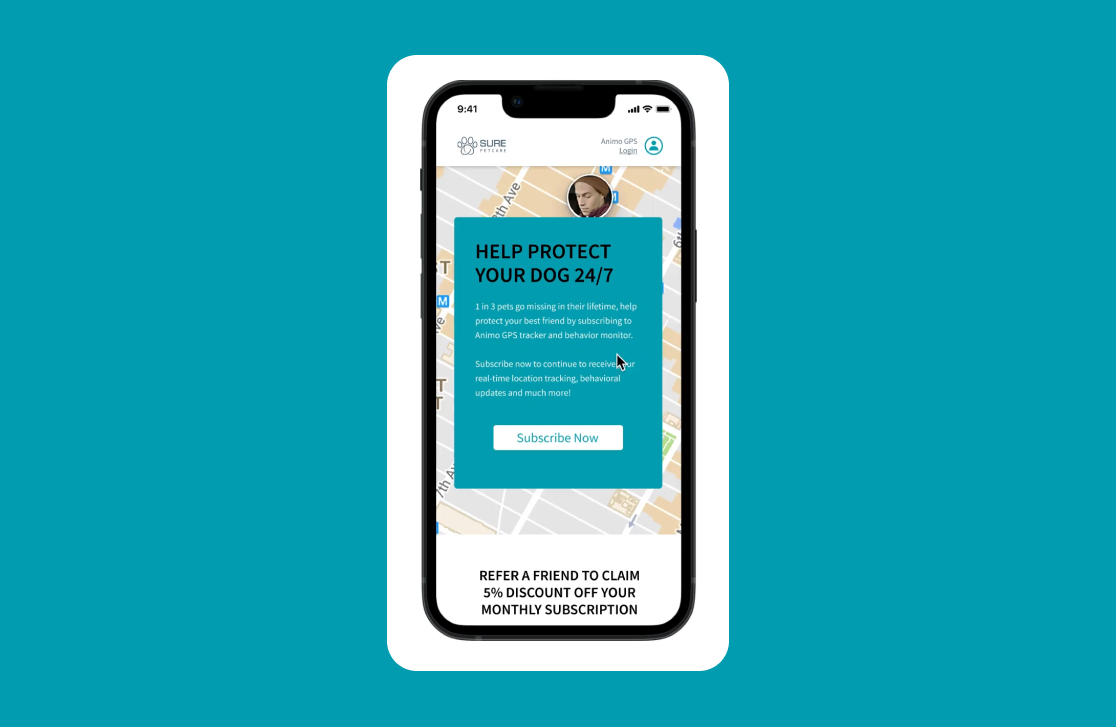 9:41
SURE
PETCARE
Animo GPS
Login
8th Ave
M
HELP PROTECT
YOUR DOG 24/7
1 in 3 pets go missing in their lifetime, help
protect your best friend by subscribing to
Animo GPS tracker and behavior monitor.
Subscribe now to continue to receive
real-time location tracking, behavioral
updates and much more!
M
Subscribe Now
7th Av
REFER A FRIEND TO CLAIM
5% DISCOUNT OFF YOUR
MONTHLY SUBSCRIPTION